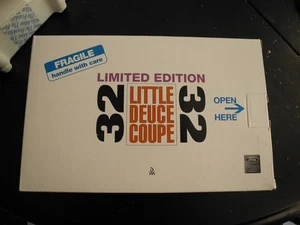 FRAGILE
handle with care
LIMITED EDITION
32
LITTLE
DEUCE
COUPE
32
OPEN
HERE